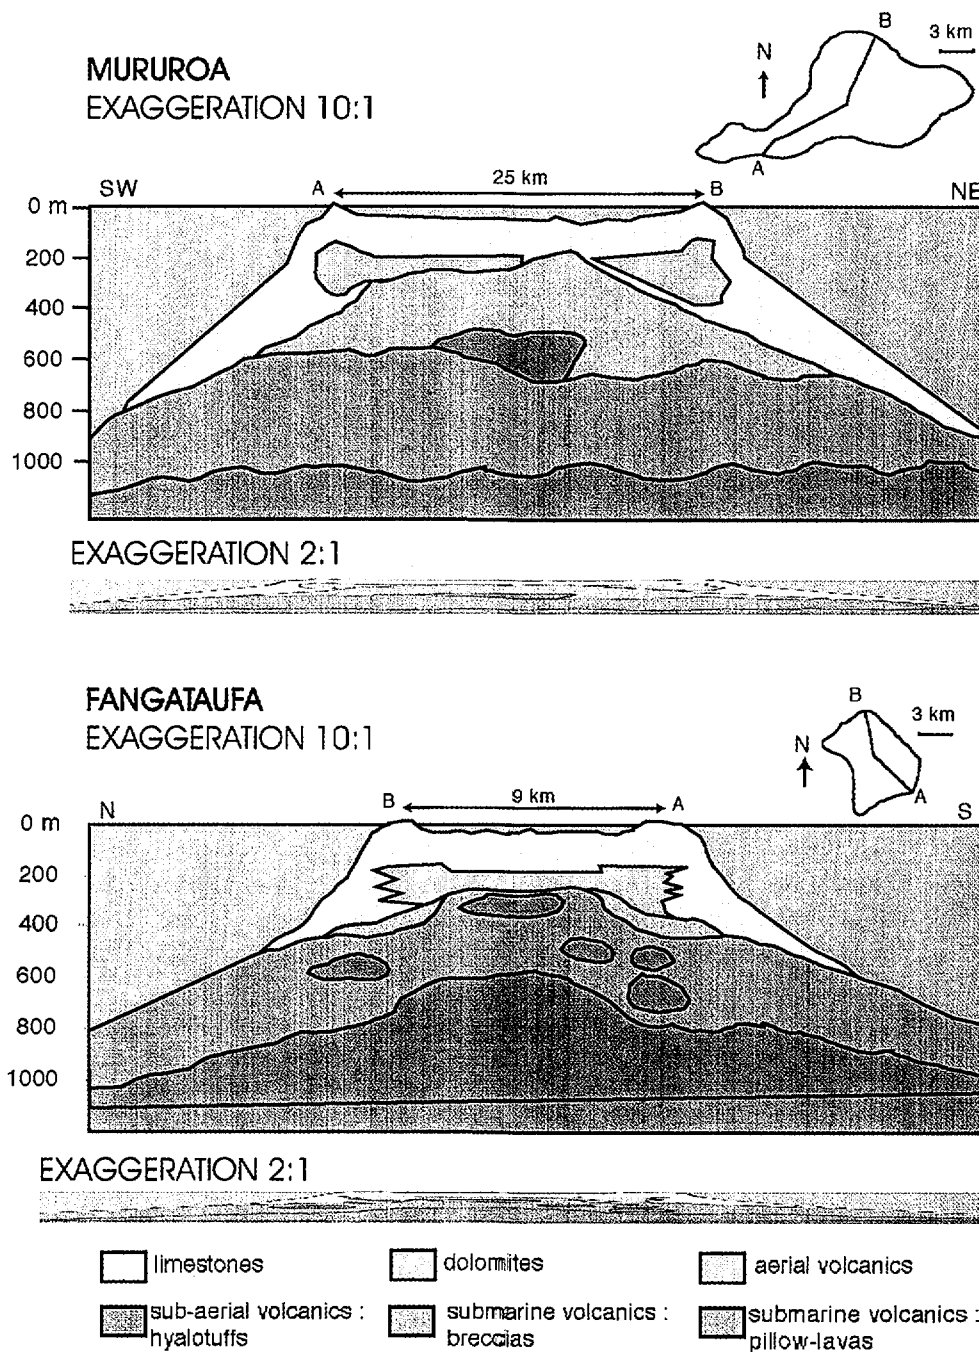 MURUROA
EXAGGERATION 10:1
B
3 km
N
A
SW
A
25 km
B
NE
0 m
200
400
600
800
1000
EXAGGERATION 2:1
FANGATAUFA
EXAGGERATION 10:1
B
3 km
N
A
N
B
9 km
A
S
0 m
200
400
600
800
1000
EXAGGERATION 2:1
limestones
dolomites
aerial volcanics
sub-aerial volcanics :
hyalotuffs
submarine volcanics :
breccias
submarine volcanics :
pillow-lavas